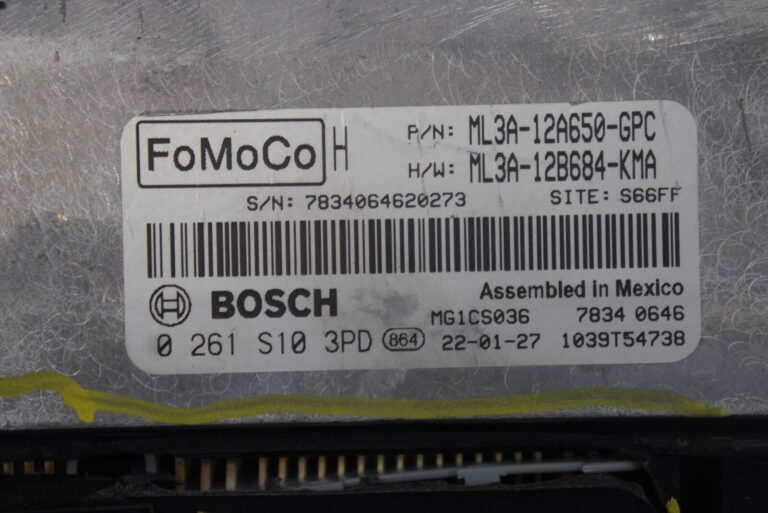 FoMoCo H P/N: ML3A-12A650-GPC
H/W: ML3A-12B684-KMA
S/N: 7834064620273 SITE: S66FF
H BOSCH Assembled in Mexico
MG1CS036 7834 0646
0 261 S10 3PD 864 22-01-27 1039T54738